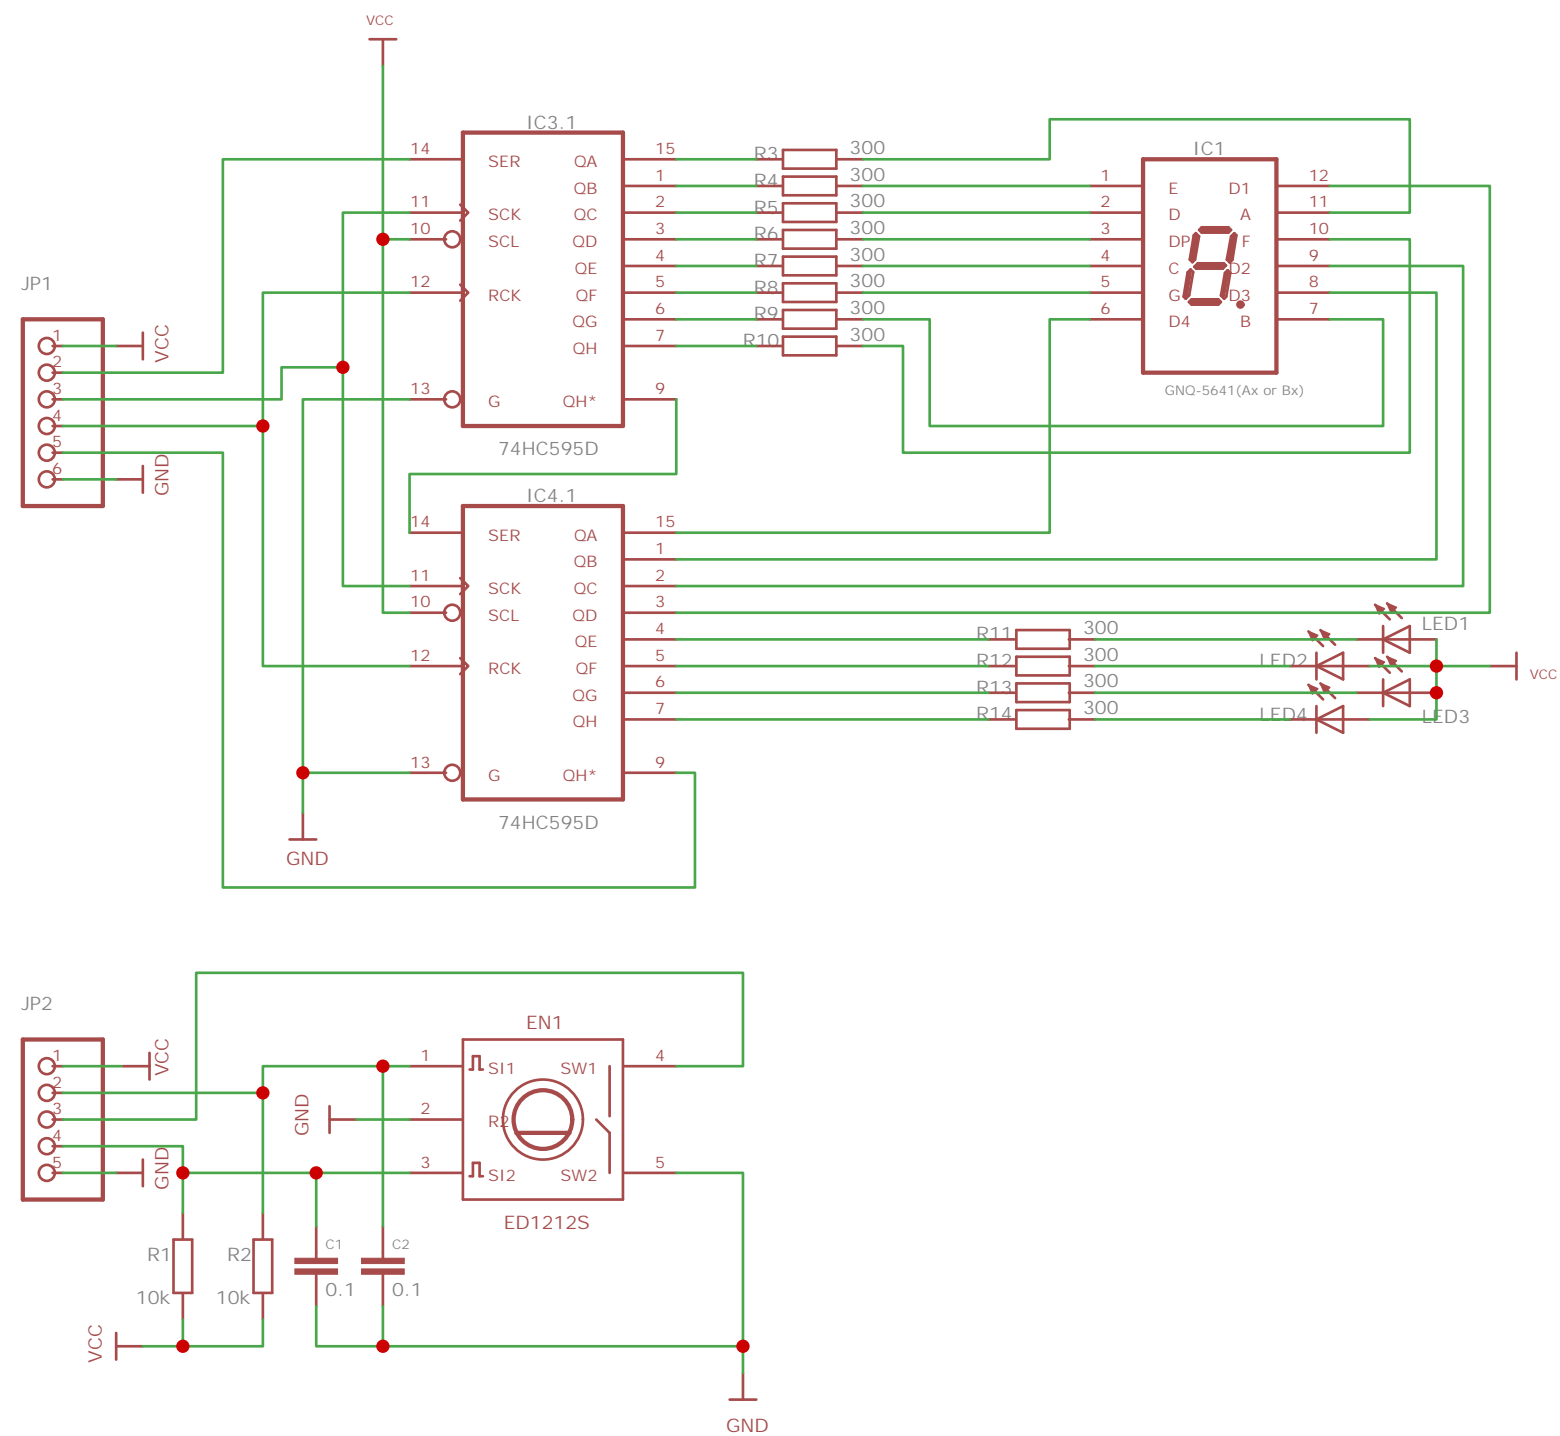 VCC
IC3.1
14 SER QA 15 R3 300
QB 1 R4 300
11 SCK QC 2 R5 300
10 SCL QD 3 R6 300
QE 4 R7 300
12 RCK QF 5 R8 300
QG 6 R9 300
QH 7 R10 300
13 G QH* 9
74HC595D
IC1
1 E D1 12
2 D A 11
3 DP F 10
4 C D2 9
5 G D3 8
6 D4 B 7
GNQ-5641(Ax or Bx)
JP1
1 VCC
2
3
4
5
6 GND
IC4.1
14 SER QA 15
QB 1
11 SCK QC 2
10 SCL QD 3
QE 4 R11 300 LED1
12 RCK QF 5 R12 300 LED2 VCC
QG 6 R13 300 LED3
QH 7 R14 300 LED4
13 G QH* 9
74HC595D
GND
JP2
1 VCC
2
3
4
5 GND
EN1
1 SI1 SW1 4
GND 2 R2
3 SI2 SW2 5
ED1212S
R1 10k
R2 10k
C1 0.1
C2 0.1
VCC
GND